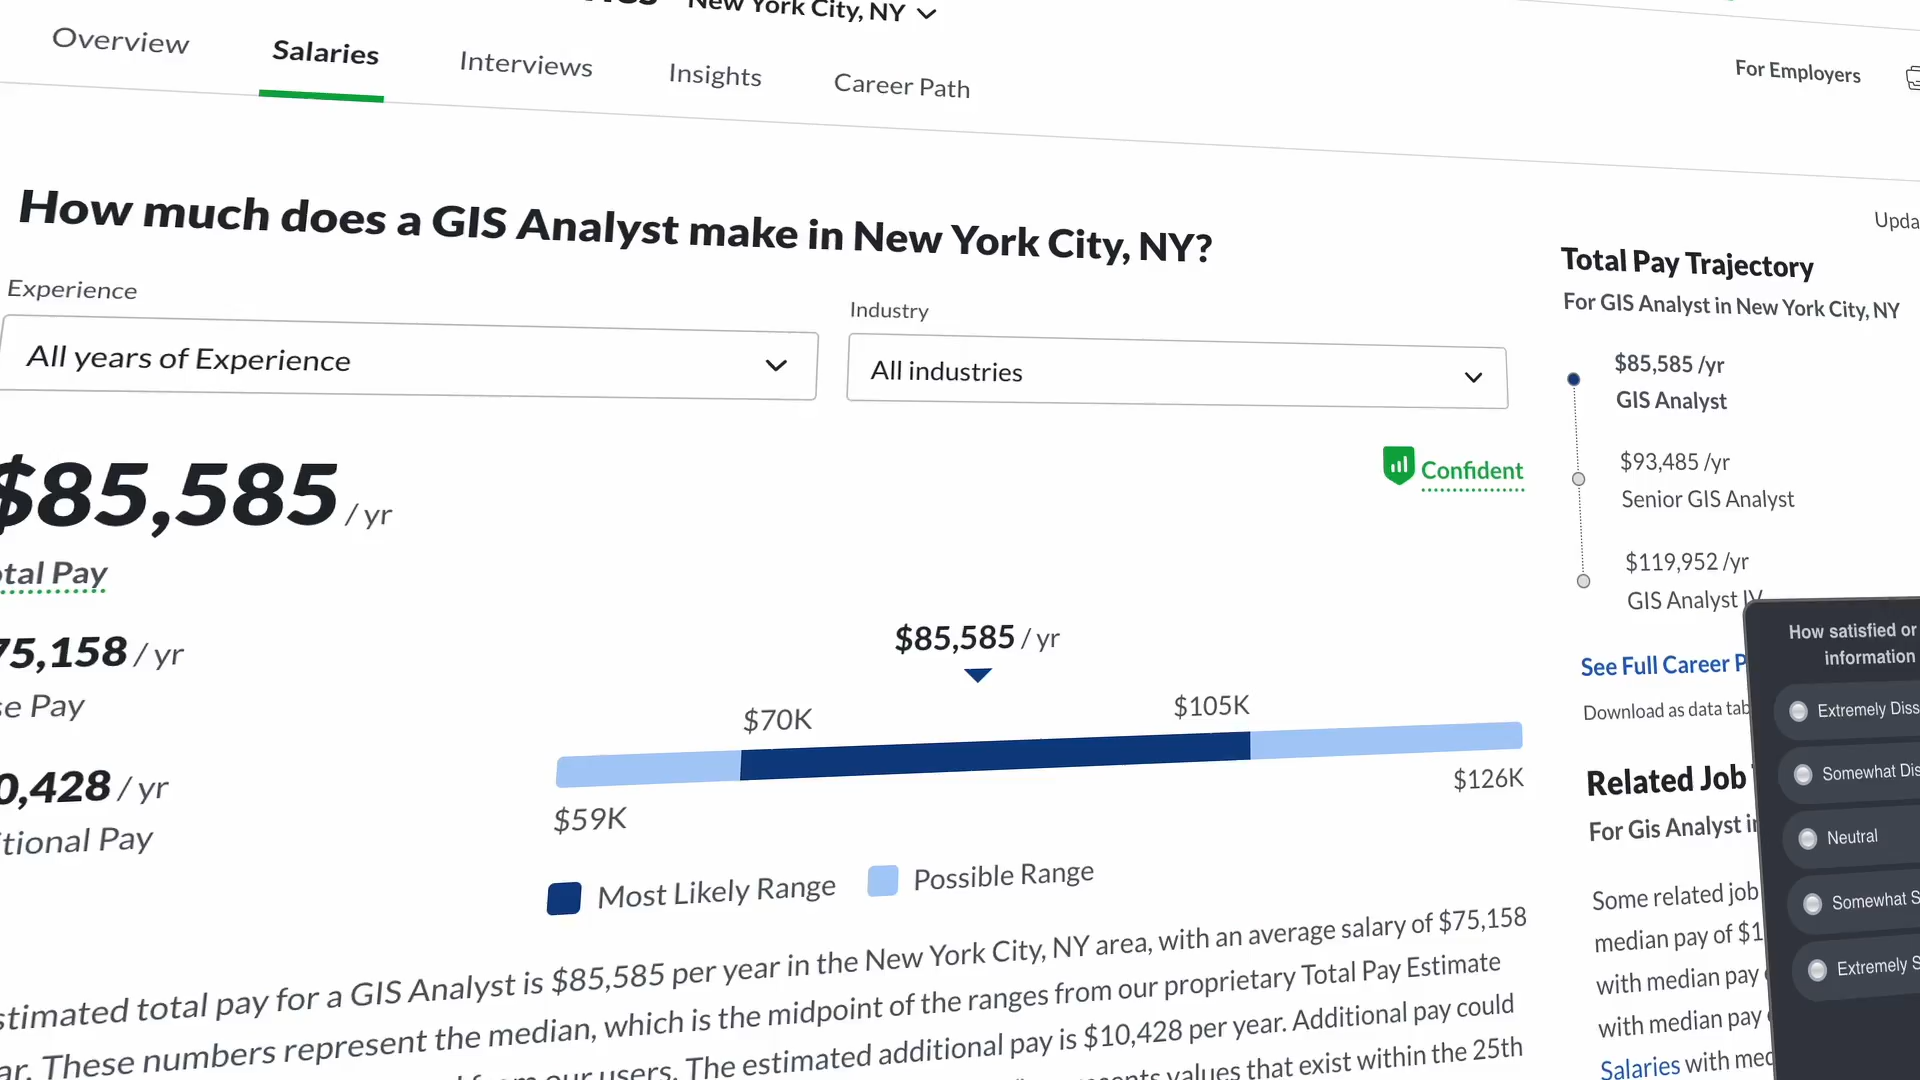 New York City, NY
Overview
Salaries
Interviews
Insights
Career Path
For Employers
How much does a GIS Analyst make in New York City, NY?
Experience
All years of Experience
Industry
All industries
$85,585 / yr
Pay
Confident
75,158 / yr
Pay
0,428 / yr
Pay
$85,585 / yr
$70K
$105K
$59K
$126K
Most Likely Range
Possible Range
estimated total pay for a GIS Analyst is $85,585 per year in the New York City, NY area, with an average salary of $75,158
These numbers represent the median, which is the midpoint of the ranges from our proprietary Total Pay Estimate
our users. The estimated additional pay is $10,428 per year. Additional pay could
values that exist within the 25th
Total Pay Trajectory
For GIS Analyst in New York City, NY
$85,585 /yr
GIS Analyst
$93,485 /yr
Senior GIS Analyst
$119,952 /yr
GIS Analyst IV
See Full Career
Download as data
Related Job
For Gis Analyst
Some related job
median pay of $1
with median pay
with median pay
Salaries with
How satisfied or
information
Extremely
Somewhat
Neutral
Somewhat
Extremely